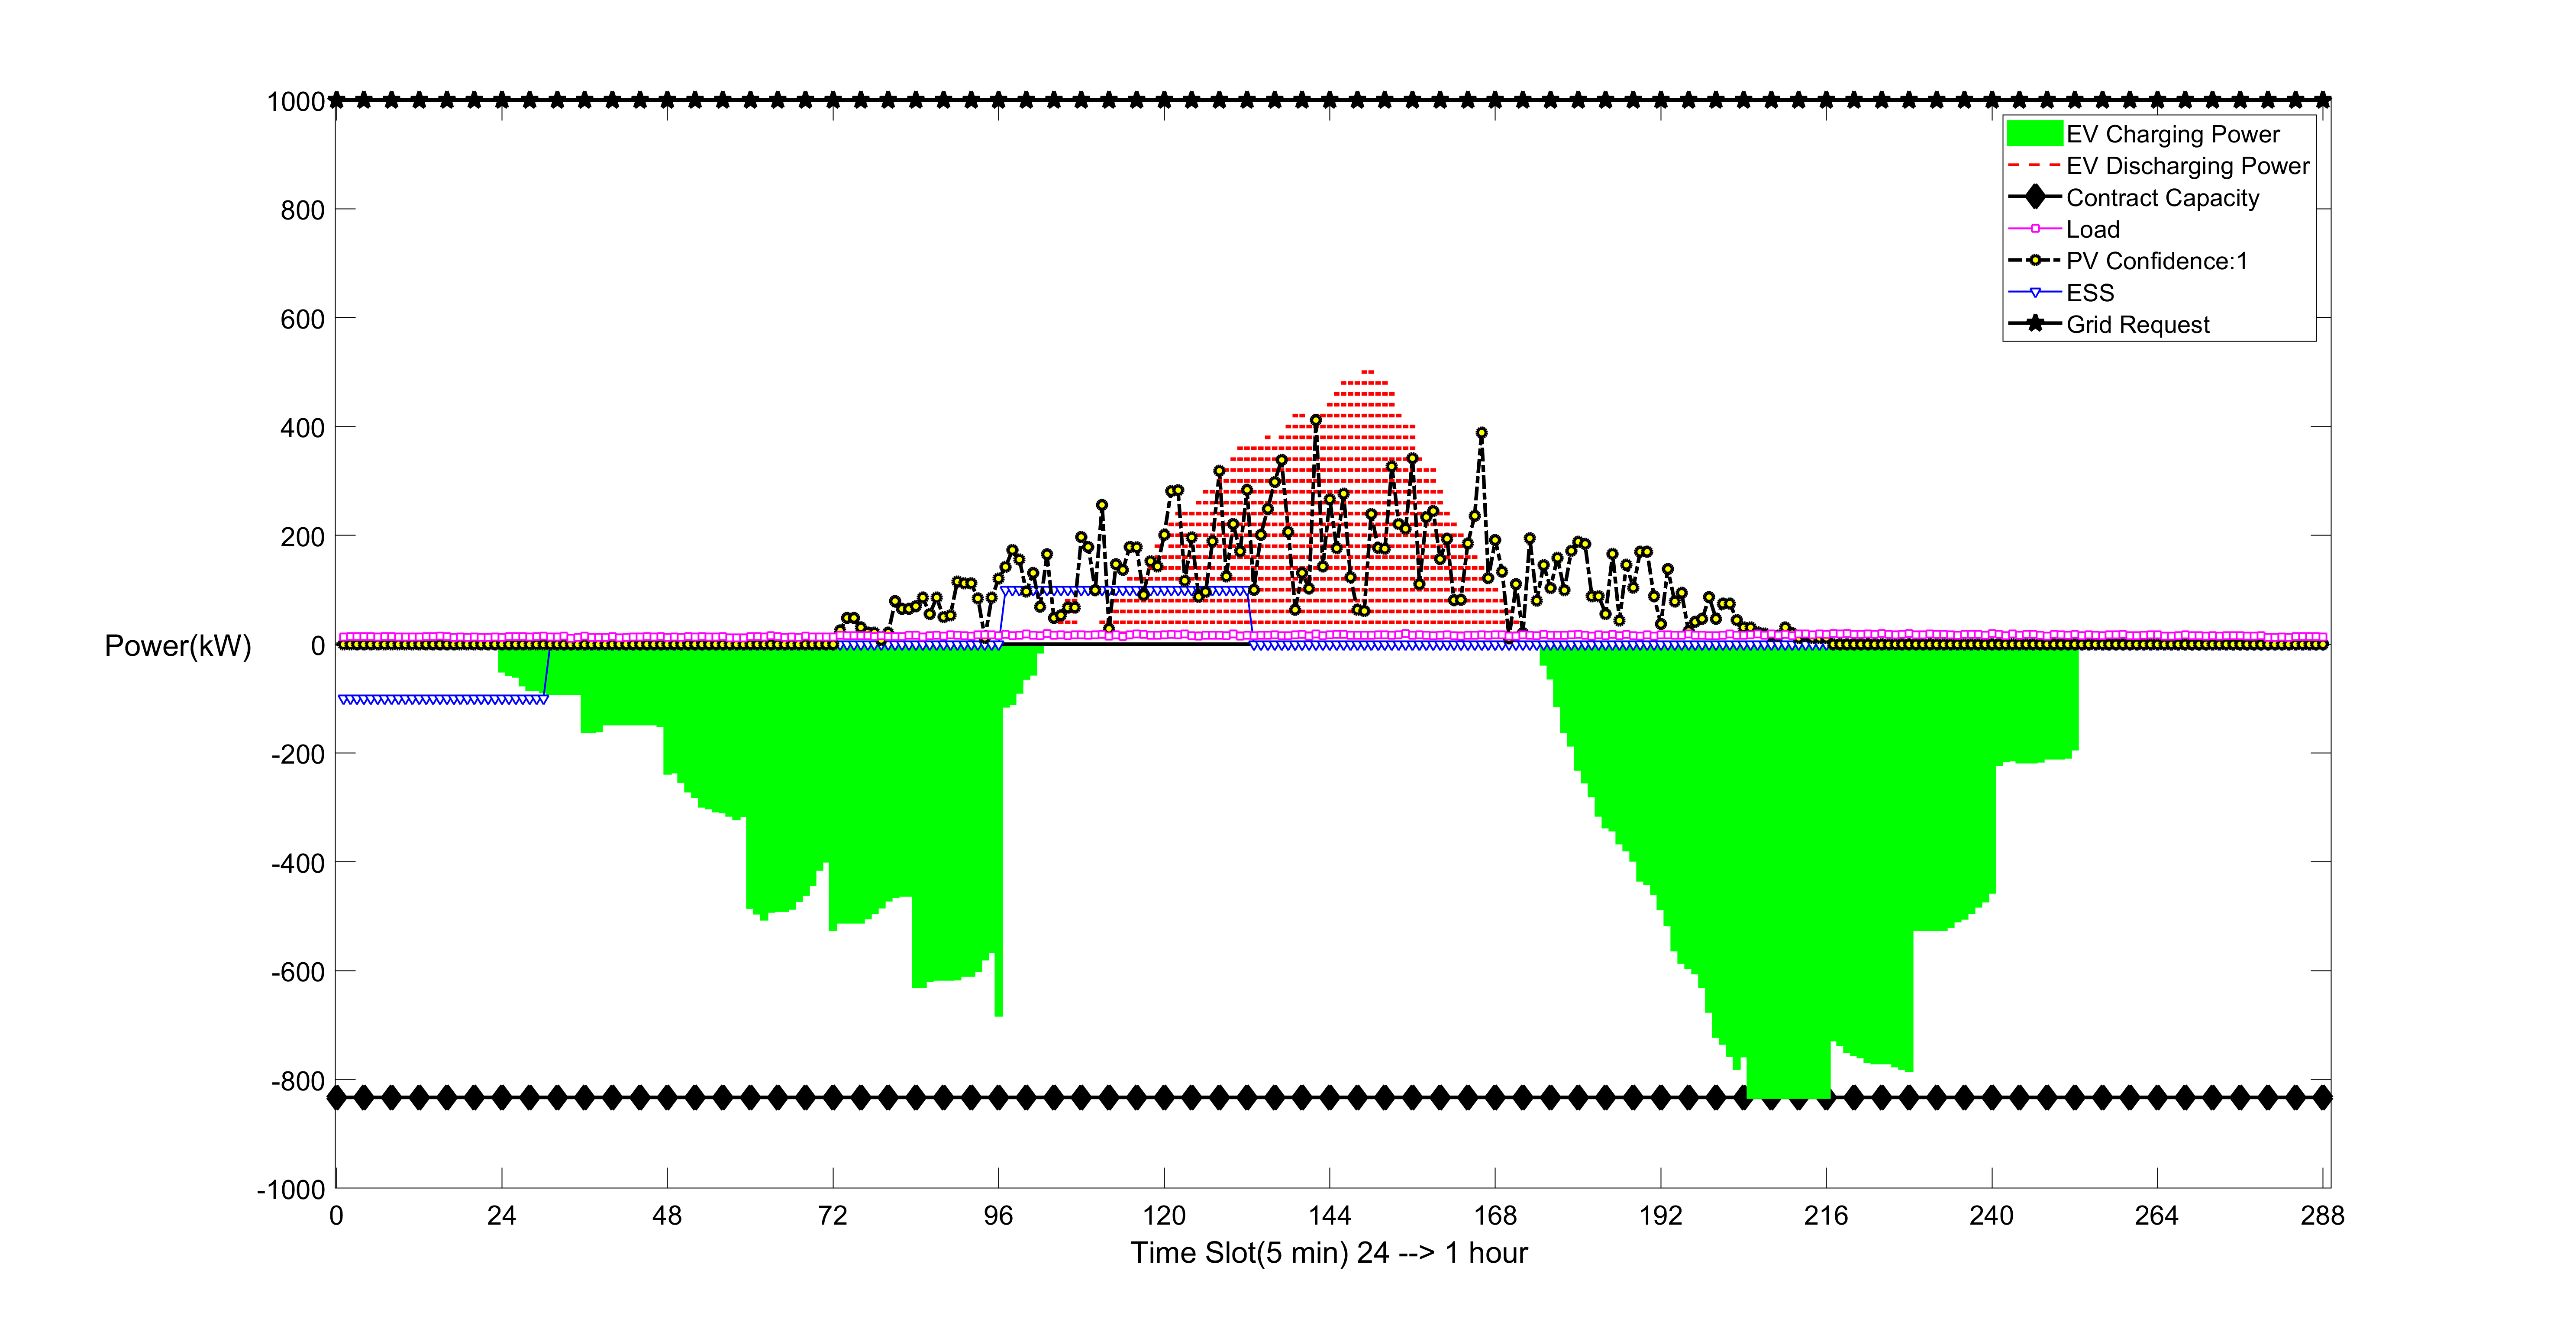 1000
800
600
400
200
0
-200
-400
-600
-800
-1000
Power(kW)
EV Charging Power
EV Discharging Power
Contract Capacity
Load
PV Confidence:1
ESS
Grid Request
0 24 48 72 96 120 144 168 192 216 240 264 288
Time Slot(5 min) 24 --> 1 hour